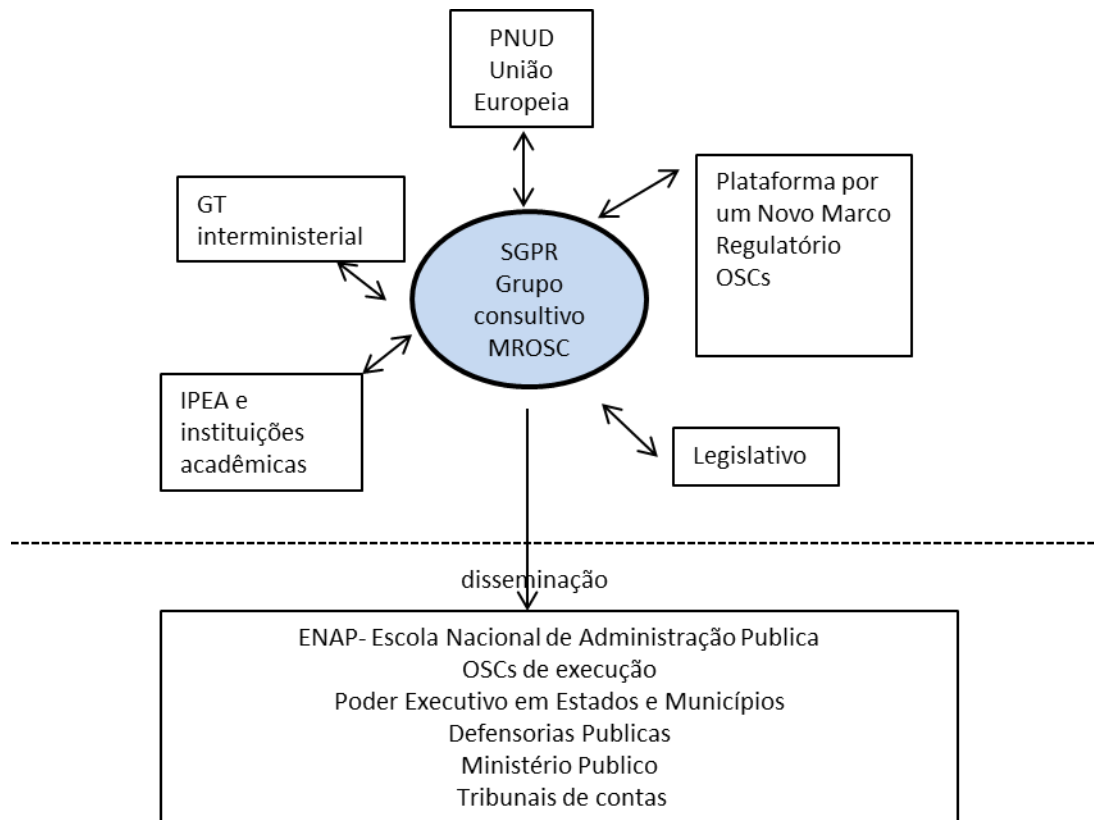 PNUD
União
Europeia
GT
interministerial
Plataforma por
um Novo Marco
Regulatório
OSCs
SGPR
Grupo
consultivo
MROSC
IPEA e
instituições
acadêmicas
Legislativo
disseminação
ENAP- Escola Nacional de Administração Publica
OSCs de execução
Poder Executivo em Estados e Municípios
Defensorias Publicas
Ministério Publico
Tribunais de contas